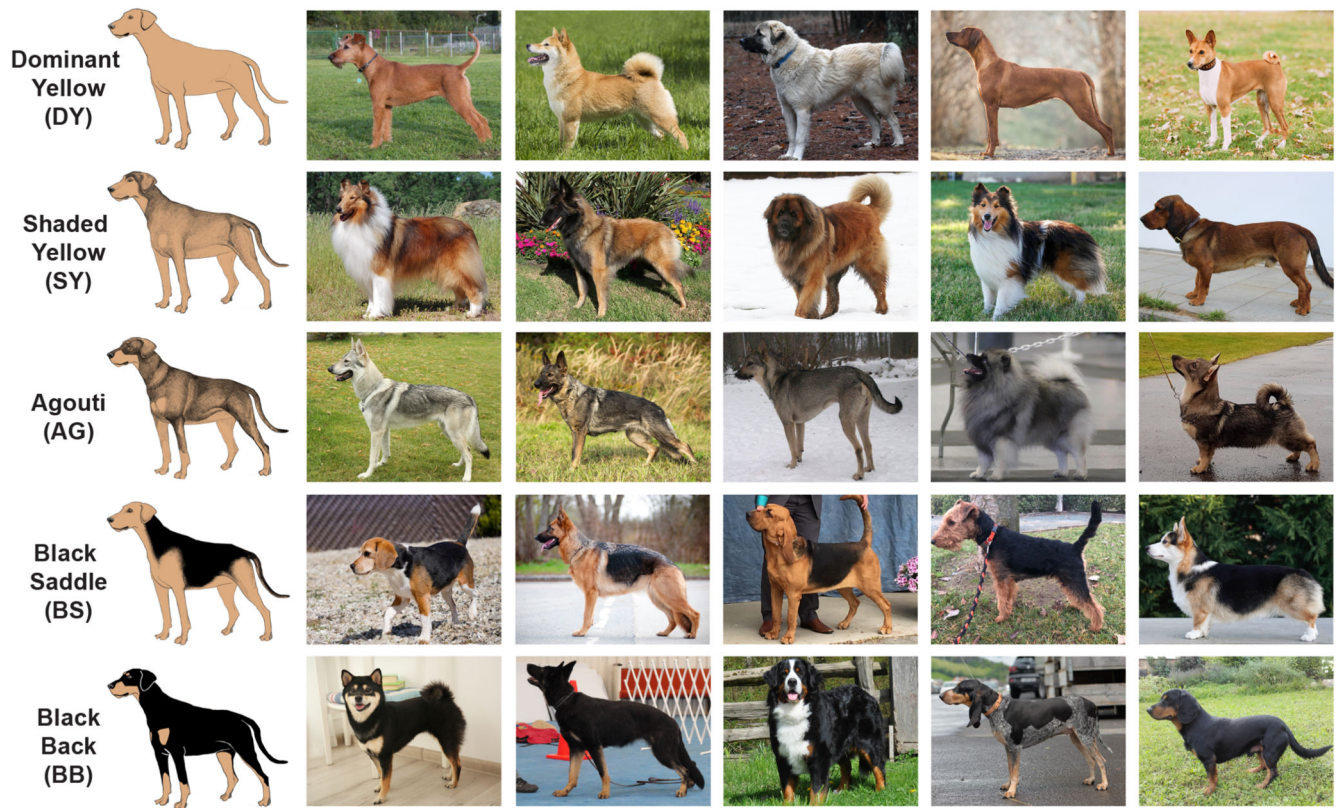 Dominant
Yellow
(DY)
Shaded
Yellow
(SY)
Agouti
(AG)
Black
Saddle
(BS)
Black
Back
(BB)